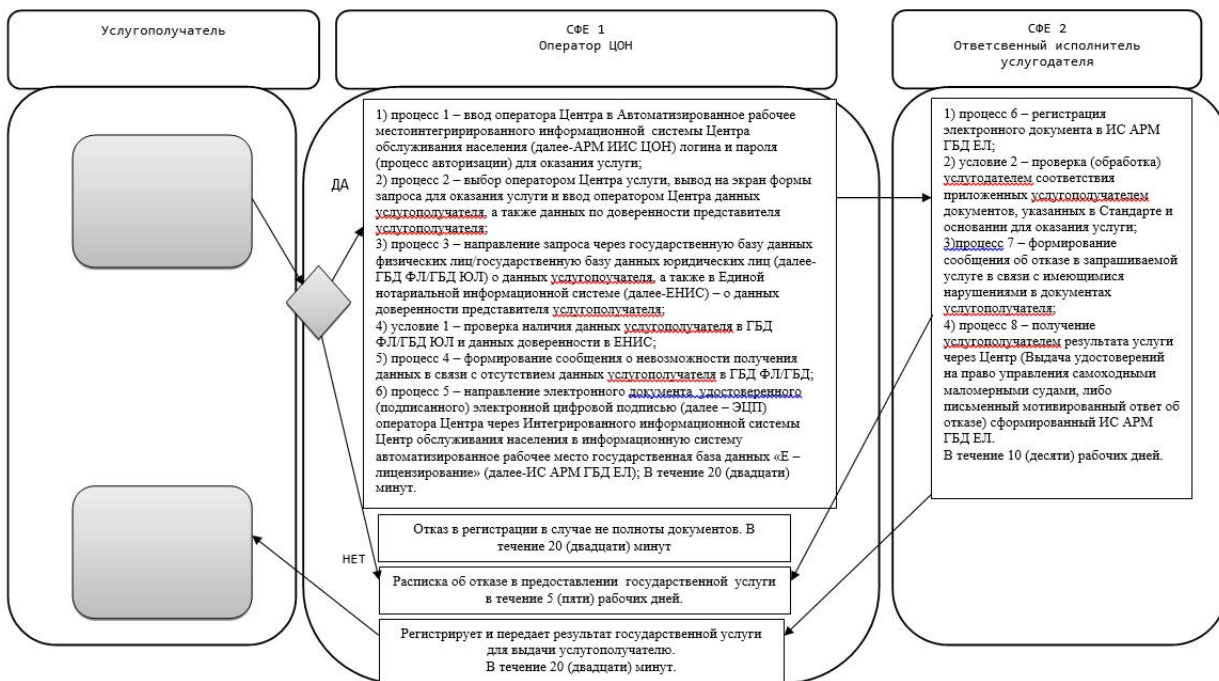 Услугополучатель
СФЕ 1
Оператор ЦОН
СФЕ 2
Ответсвенный исполнитель
услугодателя
ДА
НЕТ
1) процесс 1 – ввод оператора Центра в Автоматизированное рабочее
местоинтегрирированного информационной системы Центра
обслуживания населения (далее-АРМ ИИС ЦОН) логина и пароля
(процесс авторизации) для оказания услуги;
2) процесс 2 – выбор оператором Центра услуги, вывод на экран формы
запроса для оказания услуги и ввод оператором Центра данных
услугополучателя, а также данных по доверенности представителя
услугополучателя;
3) процесс 3 – направление запроса через государственную базу данных
физических лиц/государственную базу данных юридических лиц (далее-
ГБД ФЛ/ГБД ЮЛ) о данных услугопоучателя, а также в Единой
нотариальной информационной системе (далее-ЕНИС) – о данных
доверенности представителя услугополучателя;
4) условие 1 – проверка наличия данных услугополучателя в ГБД
ФЛ/ГБД ЮЛ и данных доверенности в ЕНИС;
5) процесс 4 – формирование сообщения о невозможности получения
данных в связи с отсутствием данных услугополучателя в ГБД ФЛ/ГБД;
6) процесс 5 – направление электронного документа, удостоверенного
(подписанного) электронной цифровой подписью (далее – ЭЦП)
оператора Центра через Интегрированного информационной системы
Центр обслуживания населения в информационную систему
автоматизированное рабочее место государственная база данных «Е –
лицензирование» (далее-ИС АРМ ГБД ЕЛ); В течение 20 (двадцати)
минут.
Отказ в регистрации в случае не полноты документов. В
течение 20 (двадцати) минут
Расписка об отказе в предоставлении государственной услуги
в течение 5 (пяти) рабочих дней.
Регистрирует и передает результат государственной услуги
для выдачи услугополучателю.
В течение 20 (двадцати) минут.
1) процесс 6 – регистрация
электронного документа в ИС АРМ
ГБД ЕЛ;
2) условие 2 – проверка (обработка)
услугодателем соответствия
приложенных услугополучателем
документов, указанных в Стандарте и
основании для оказания услуги;
3)процесс 7 – формирование
сообщения об отказе в запрашиваемой
услуге в связи с имеющимися
нарушениями в документах
услугополучателя;
4) процесс 8 – получение
услугополучателем результата услуги
через Центр (Выдача удостоверений
на право управления самоходными
маломерными судами, либо
письменный мотивированный ответ об
отказе) сформированный ИС АРМ
ГБД ЕЛ.
В течение 10 (десяти) рабочих дней.